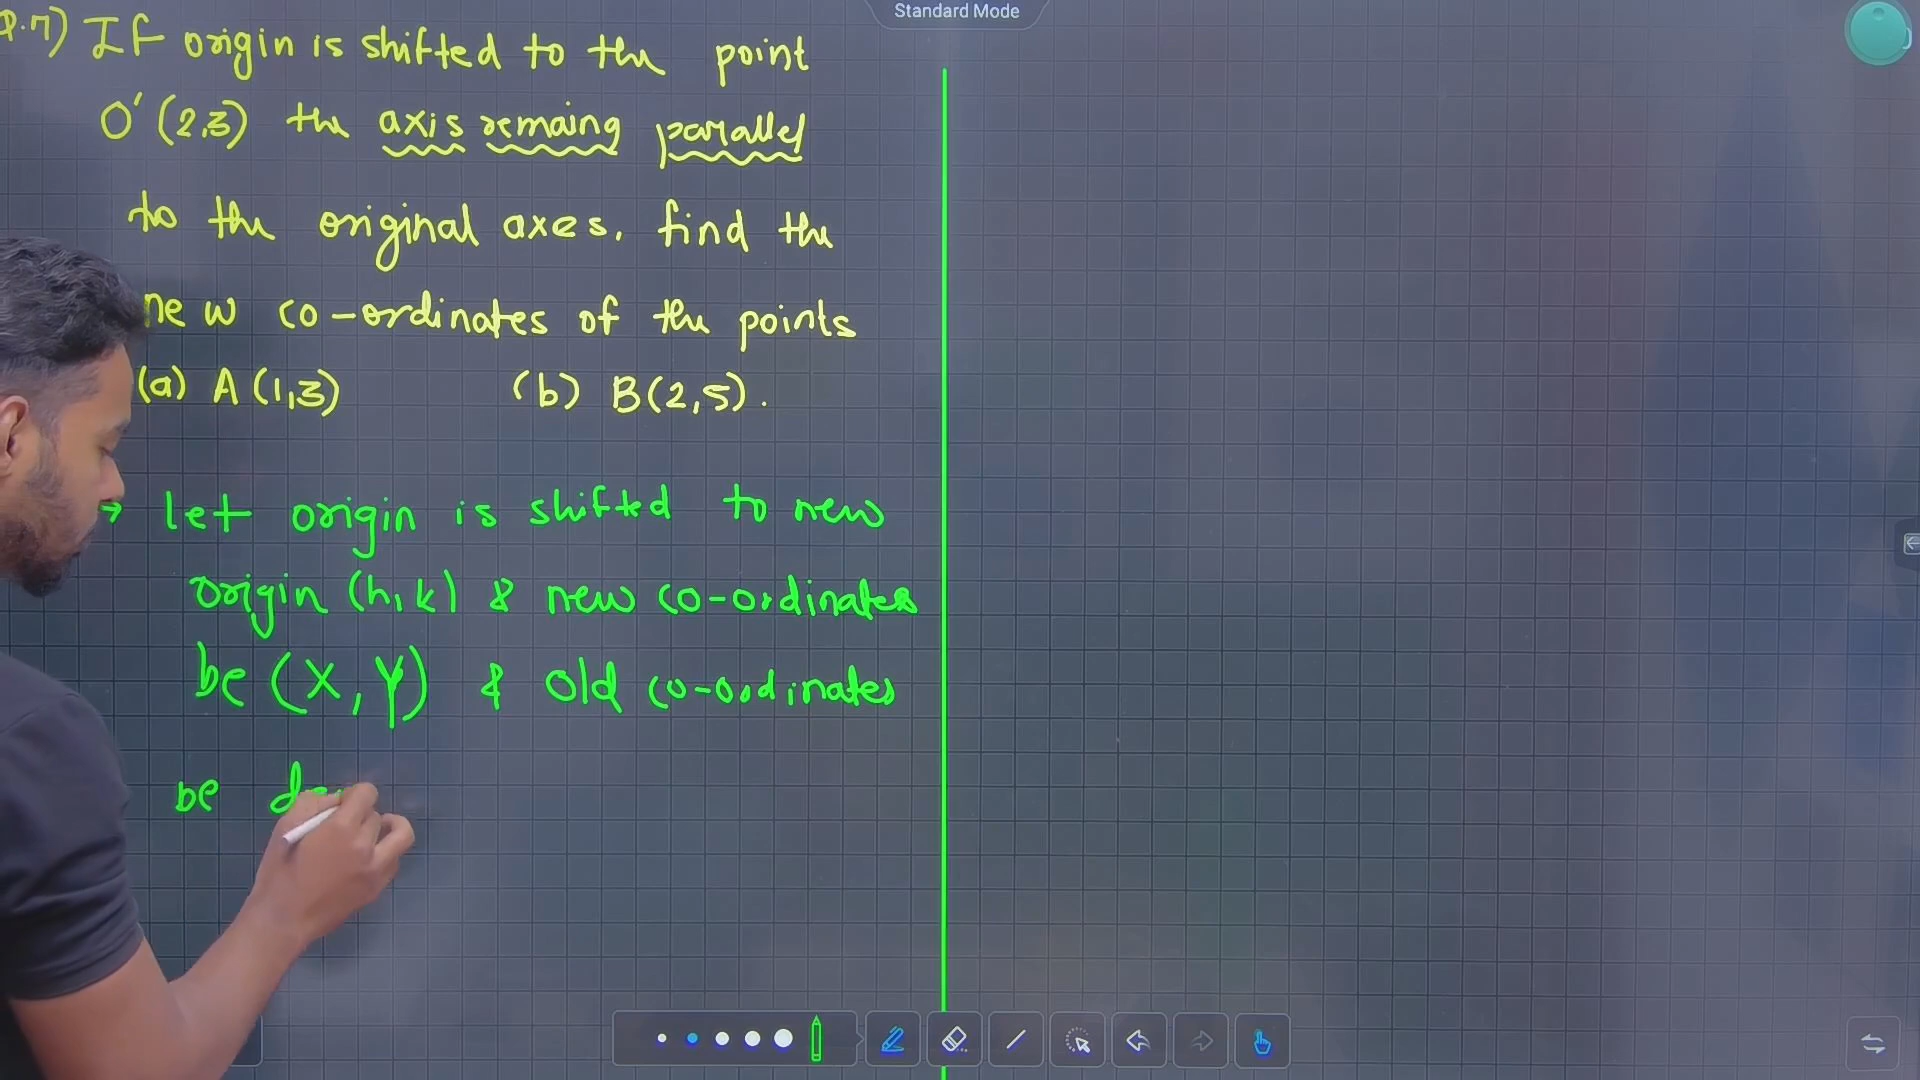 Standard Mode
Q.7) If origin is shifted to the point
O'(2,3) the axis remaing parallel
to the original axes. find the
new co-ordinates of the points
(a) A(1,3) (b) B(2,5).
→ let origin is shifted to new
origin (h,k) & new co-ordinates
be (X,Y) & old co-ordinates
be